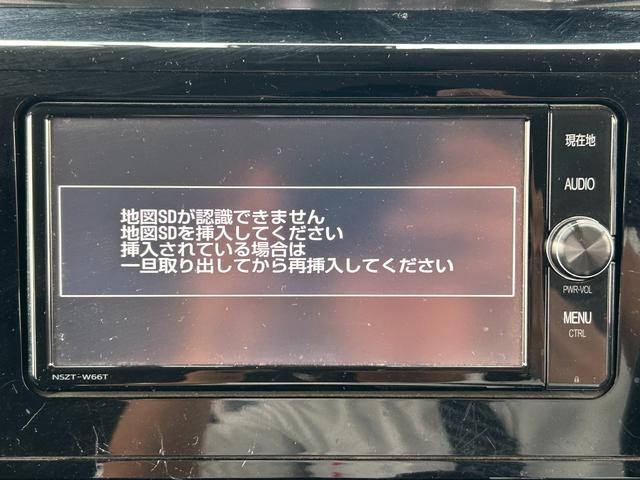 現在地
AUDIO
地図SDが認識できません
地図SDを挿入してください
挿入されている場合は
一旦取り出してから再挿入してください
PWR-VOL
MENU
CTRL
NSZT-W66T